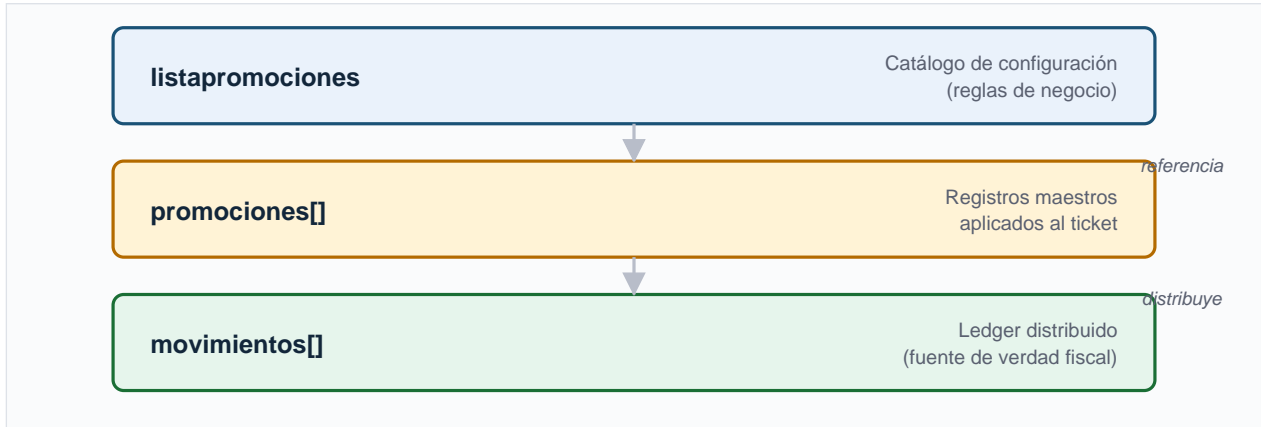 listapromociones
Catálogo de configuración
(reglas de negocio)
referencia
promociones[]
Registros maestros
aplicados al ticket
distribuye
movimientos[]
Ledger distribuido
(fuente de verdad fiscal)